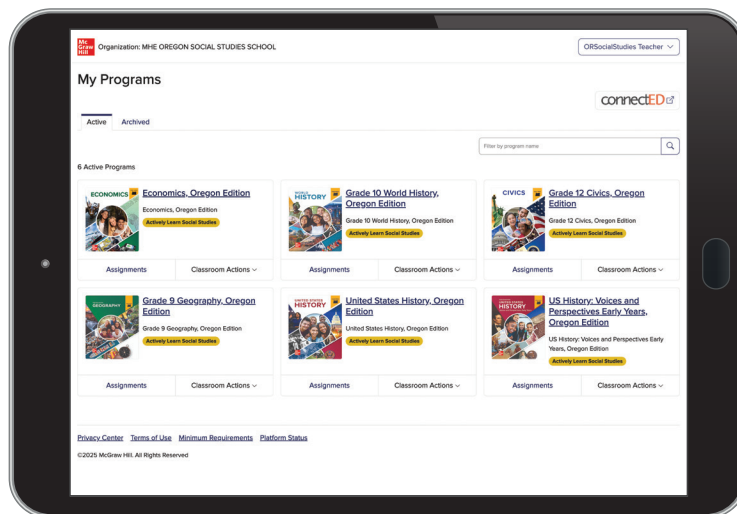 Mc
Graw
Hill
Organization: MHE OREGON SOCIAL STUDIES SCHOOL
ORSocialStudies Teacher
My Programs
connectED
Active Archived
Filter by program name
6 Active Programs
ECONOMICS
Economics, Oregon Edition
Economics, Oregon Edition
Actively Learn Social Studies
Assignments Classroom Actions
WORLD
HISTORY
Grade 10 World History,
Oregon Edition
Grade 10 World History, Oregon Edition
Actively Learn Social Studies
Assignments Classroom Actions
CIVICS
Grade 12 Civics, Oregon
Edition
Grade 12 Civics, Oregon Edition
Actively Learn Social Studies
Assignments Classroom Actions
GEOGRAPHY
Grade 9 Geography, Oregon
Edition
Grade 9 Geography, Oregon Edition
Actively Learn Social Studies
Assignments Classroom Actions
UNITED STATES
HISTORY
United States History, Oregon
Edition
United States History, Oregon Edition
Actively Learn Social Studies
Assignments Classroom Actions
UNITED STATES
HISTORY
US History: Voices and
Perspectives Early Years,
Oregon Edition
US History: Voices and Perspectives Early
Years, Oregon Edition
Actively Learn Social Studies
Assignments Classroom Actions
Privacy Center Terms of Use Minimum Requirements Platform Status
©2025 McGraw Hill. All Rights Reserved